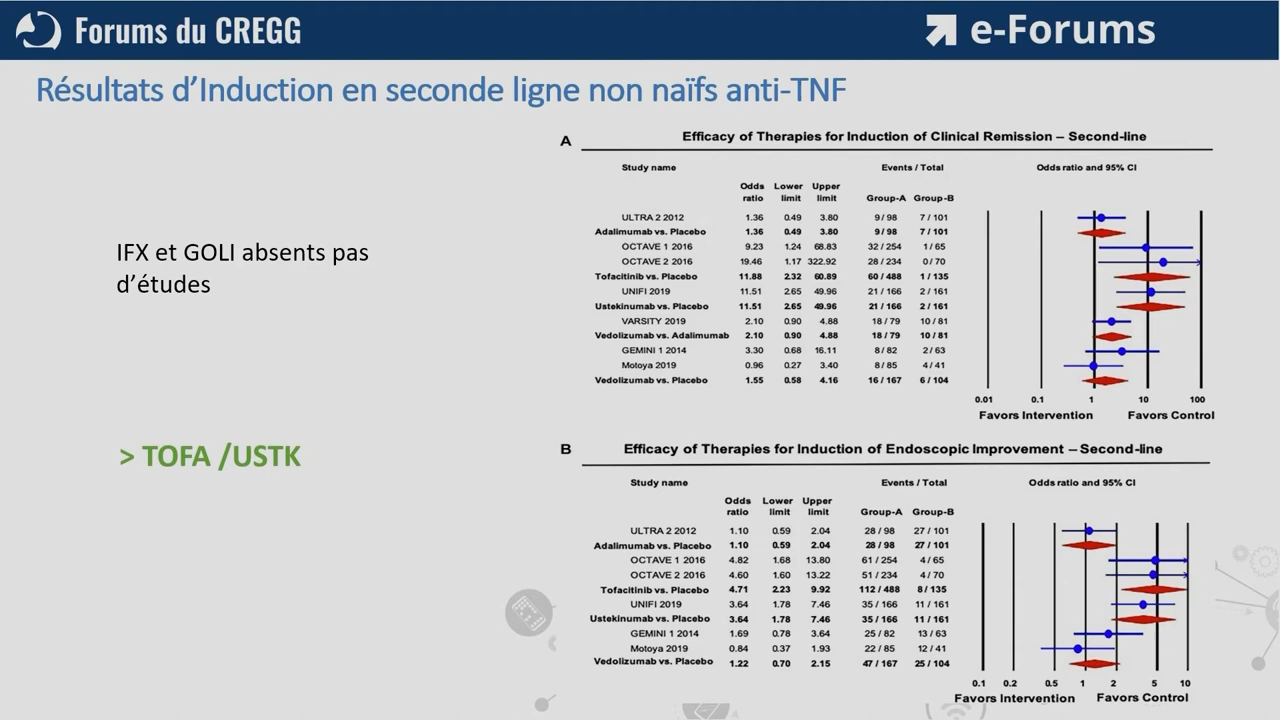 Forums du CREGG
e-Forums
Résultats d’Induction en seconde ligne non naïfs anti-TNF
IFX et GOLI absents pas
d’études
> TOFA /USTK
A Efficacy of Therapies for Induction of Clinical Remission – Second-line
Study name Events / Total Odds ratio and 95% CI
Odds Lower Upper
ratio limit limit Group-A Group-B
ULTRA 2 2012 1.36 0.49 3.80 9 / 98 7 / 101
Adalimumab vs. Placebo 1.36 0.49 3.80 9 / 98 7 / 101
OCTAVE 1 2016 9.23 1.24 68.83 32 / 254 1 / 65
OCTAVE 2 2016 19.46 1.17 322.92 28 / 234 0 / 70
Tofacitinib vs. Placebo 11.88 2.32 60.89 60 / 488 1 / 135
UNIFI 2019 11.51 2.65 49.96 21 / 166 2 / 161
Ustekinumab vs. Placebo 11.51 2.65 49.96 21 / 166 2 / 161
VARSITY 2019 2.10 0.90 4.88 18 / 79 10 / 81
Vedolizumab vs. Adalimumab 2.10 0.90 4.88 18 / 79 10 / 81
GEMINI 1 2014 3.30 0.68 16.11 8 / 82 2 / 63
Motoya 2019 0.96 0.27 3.40 8 / 85 4 / 41
Vedolizumab vs. Placebo 1.55 0.58 4.16 16 / 167 6 / 104
0.01 0.1 1 10 100
Favors Intervention Favors Control
B Efficacy of Therapies for Induction of Endoscopic Improvement – Second-line
Study name Events / Total Odds ratio and 95% CI
Odds Lower Upper
ratio limit limit Group-A Group-B
ULTRA 2 2012 1.10 0.59 2.04 28 / 98 27 / 101
Adalimumab vs. Placebo 1.10 0.59 2.04 28 / 98 27 / 101
OCTAVE 1 2016 4.82 1.68 13.80 61 / 254 4 / 65
OCTAVE 2 2016 4.60 1.60 13.22 51 / 234 4 / 70
Tofacitinib vs. Placebo 4.71 2.23 9.92 112 / 488 8 / 135
UNIFI 2019 3.64 1.78 7.46 35 / 166 11 / 161
Ustekinumab vs. Placebo 3.64 1.78 7.46 35 / 166 11 / 161
GEMINI 1 2014 1.69 0.78 3.64 25 / 82 13 / 63
Motoya 2019 0.84 0.37 1.93 22 / 85 12 / 41
Vedolizumab vs. Placebo 1.22 0.70 2.15 47 / 167 25 / 104
0.1 0.2 0.5 1 2 5 10
Favors Intervention Favors Control